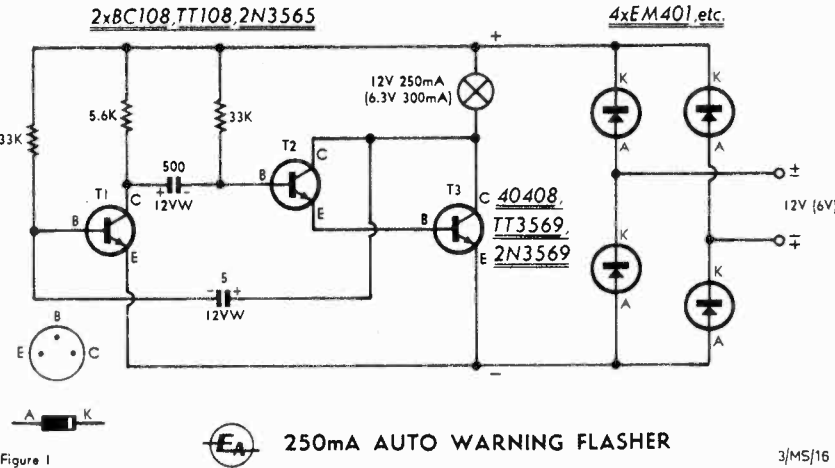 2xBC108, TT108, 2N3565
4xEM401, etc.
+
12V 250mA
(6.3V 300mA)
K
K
5.6K
33K
33K
T2
C
A
A
500
T1
+
-
B
T3
±
C
12VW
C
40408,
12V (6V)
B
E
B
TT3569,
K
∓
E
E
2N3569
K
5
-
+
A
12VW
B
A
E
C
-
A
K
EA
250mA AUTO WARNING FLASHER
Figure 1
3/MS/16